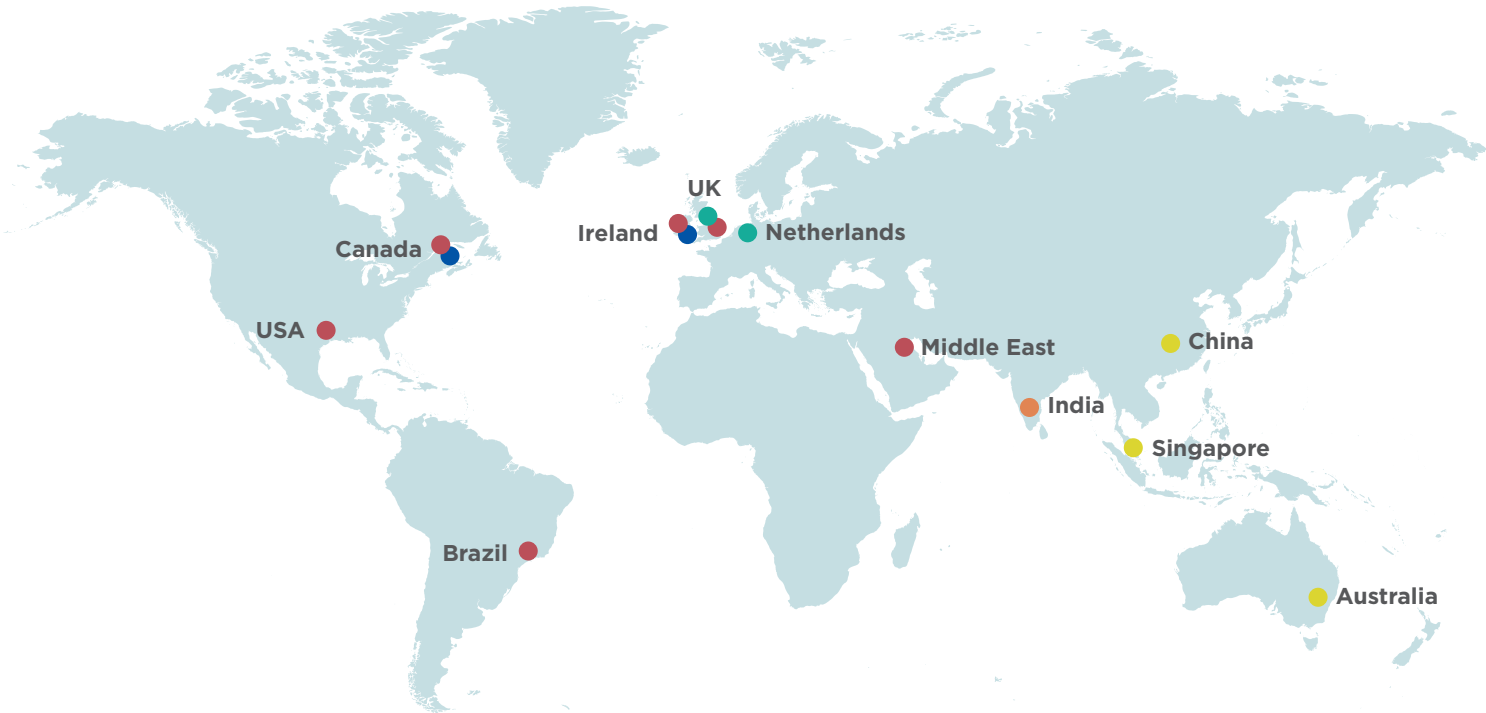 UK
Ireland
Netherlands
Canada
USA
Middle East
China
India
Singapore
Brazil
Australia